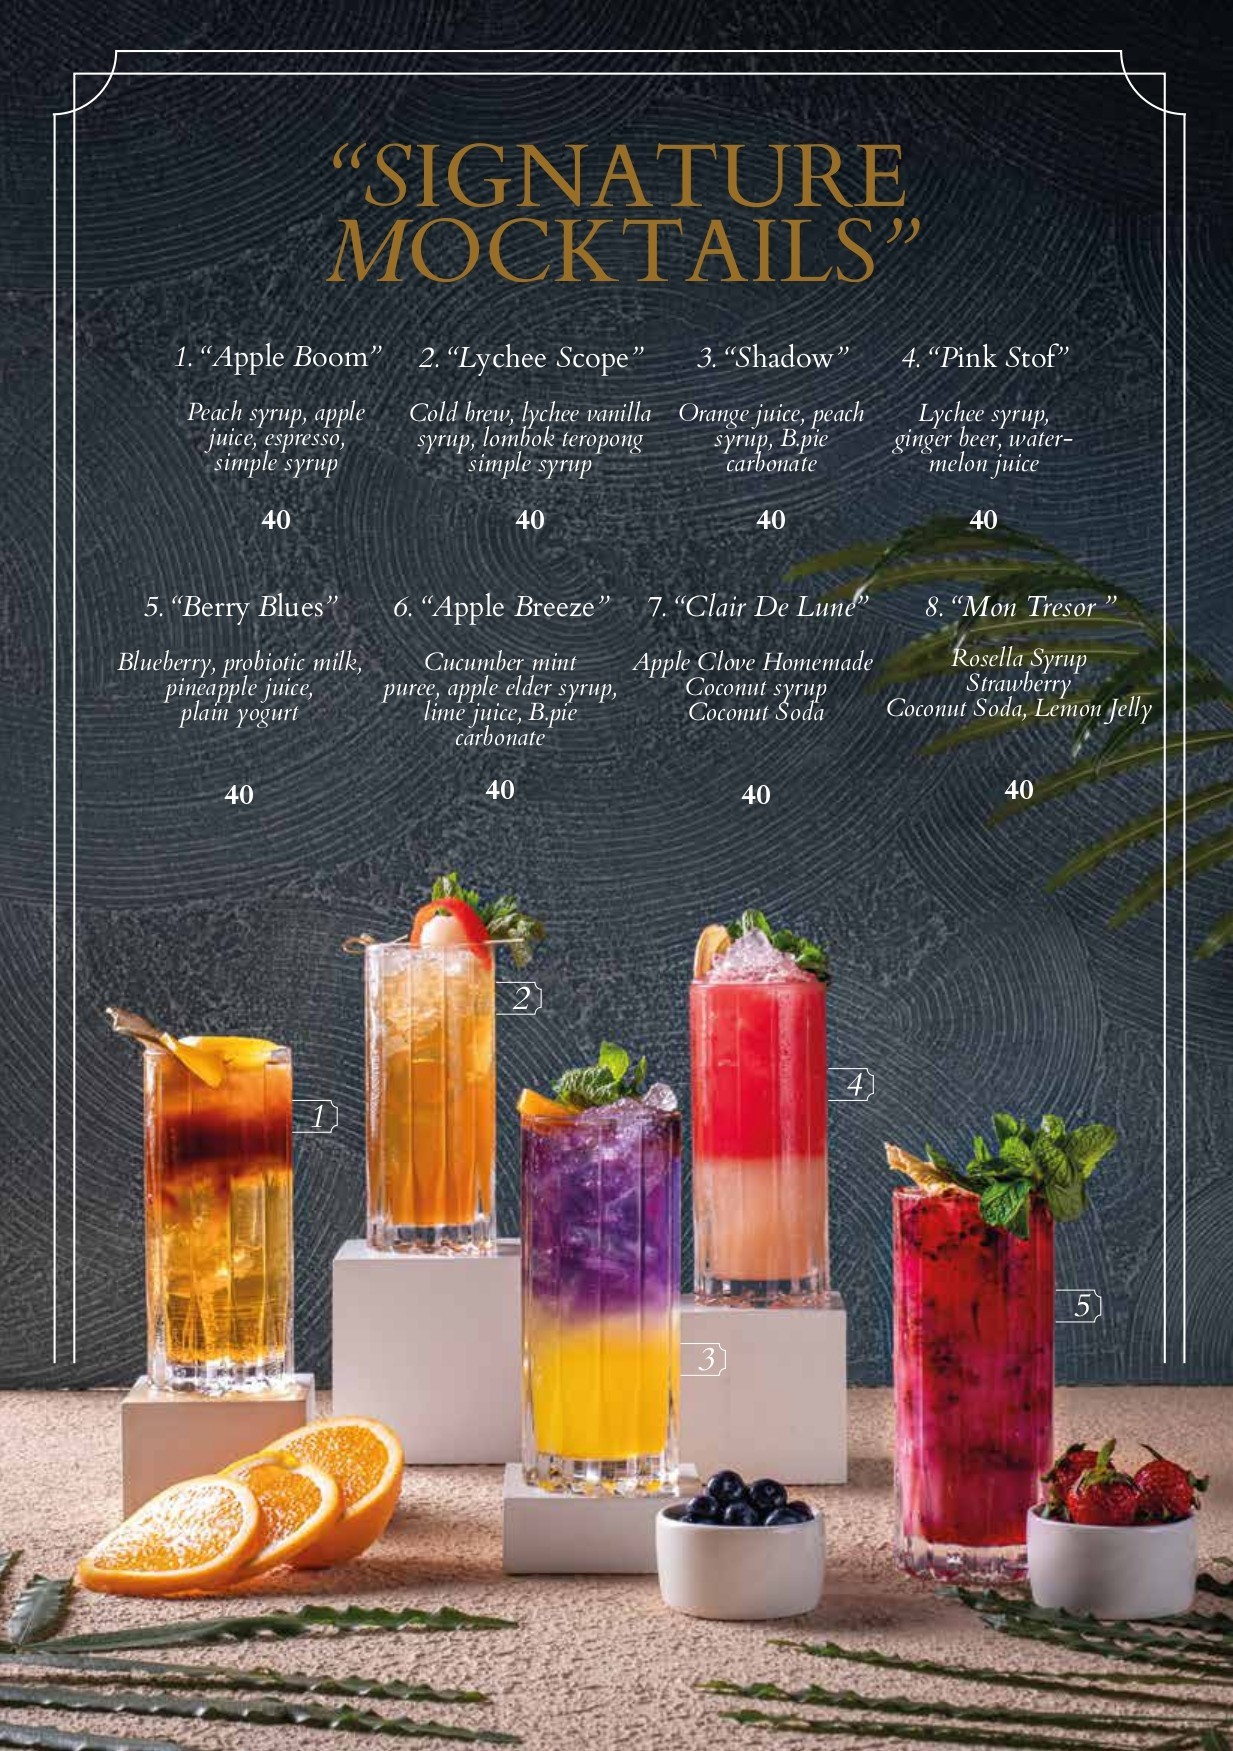 “SIGNATURE
MOCKTAILS”
1. “Apple Boom”
Peach syrup, apple
juice, espresso,
simple syrup
40
2. “Lychee Scope”
Cold brew, lychee vanilla
syrup, lombok teropong
simple syrup
40
3. “Shadow”
Orange juice, peach
syrup, B.pie
carbonate
40
4. “Pink Stof”
Lychee syrup,
ginger beer, water-
melon juice
40
5. “Berry Blues”
Blueberry, probiotic milk,
pineapple juice,
plain yogurt
40
6. “Apple Breeze”
Cucumber mint
puree, apple elder syrup,
lime juice, B.pie
carbonate
40
7. “Clair De Lune”
Apple Clove Homemade
Coconut syrup
Coconut Soda
40
8. “Mon Tresor ”
Rosella Syrup
Strawberry
Coconut Soda, Lemon Jelly
40
2
4
1
5
3